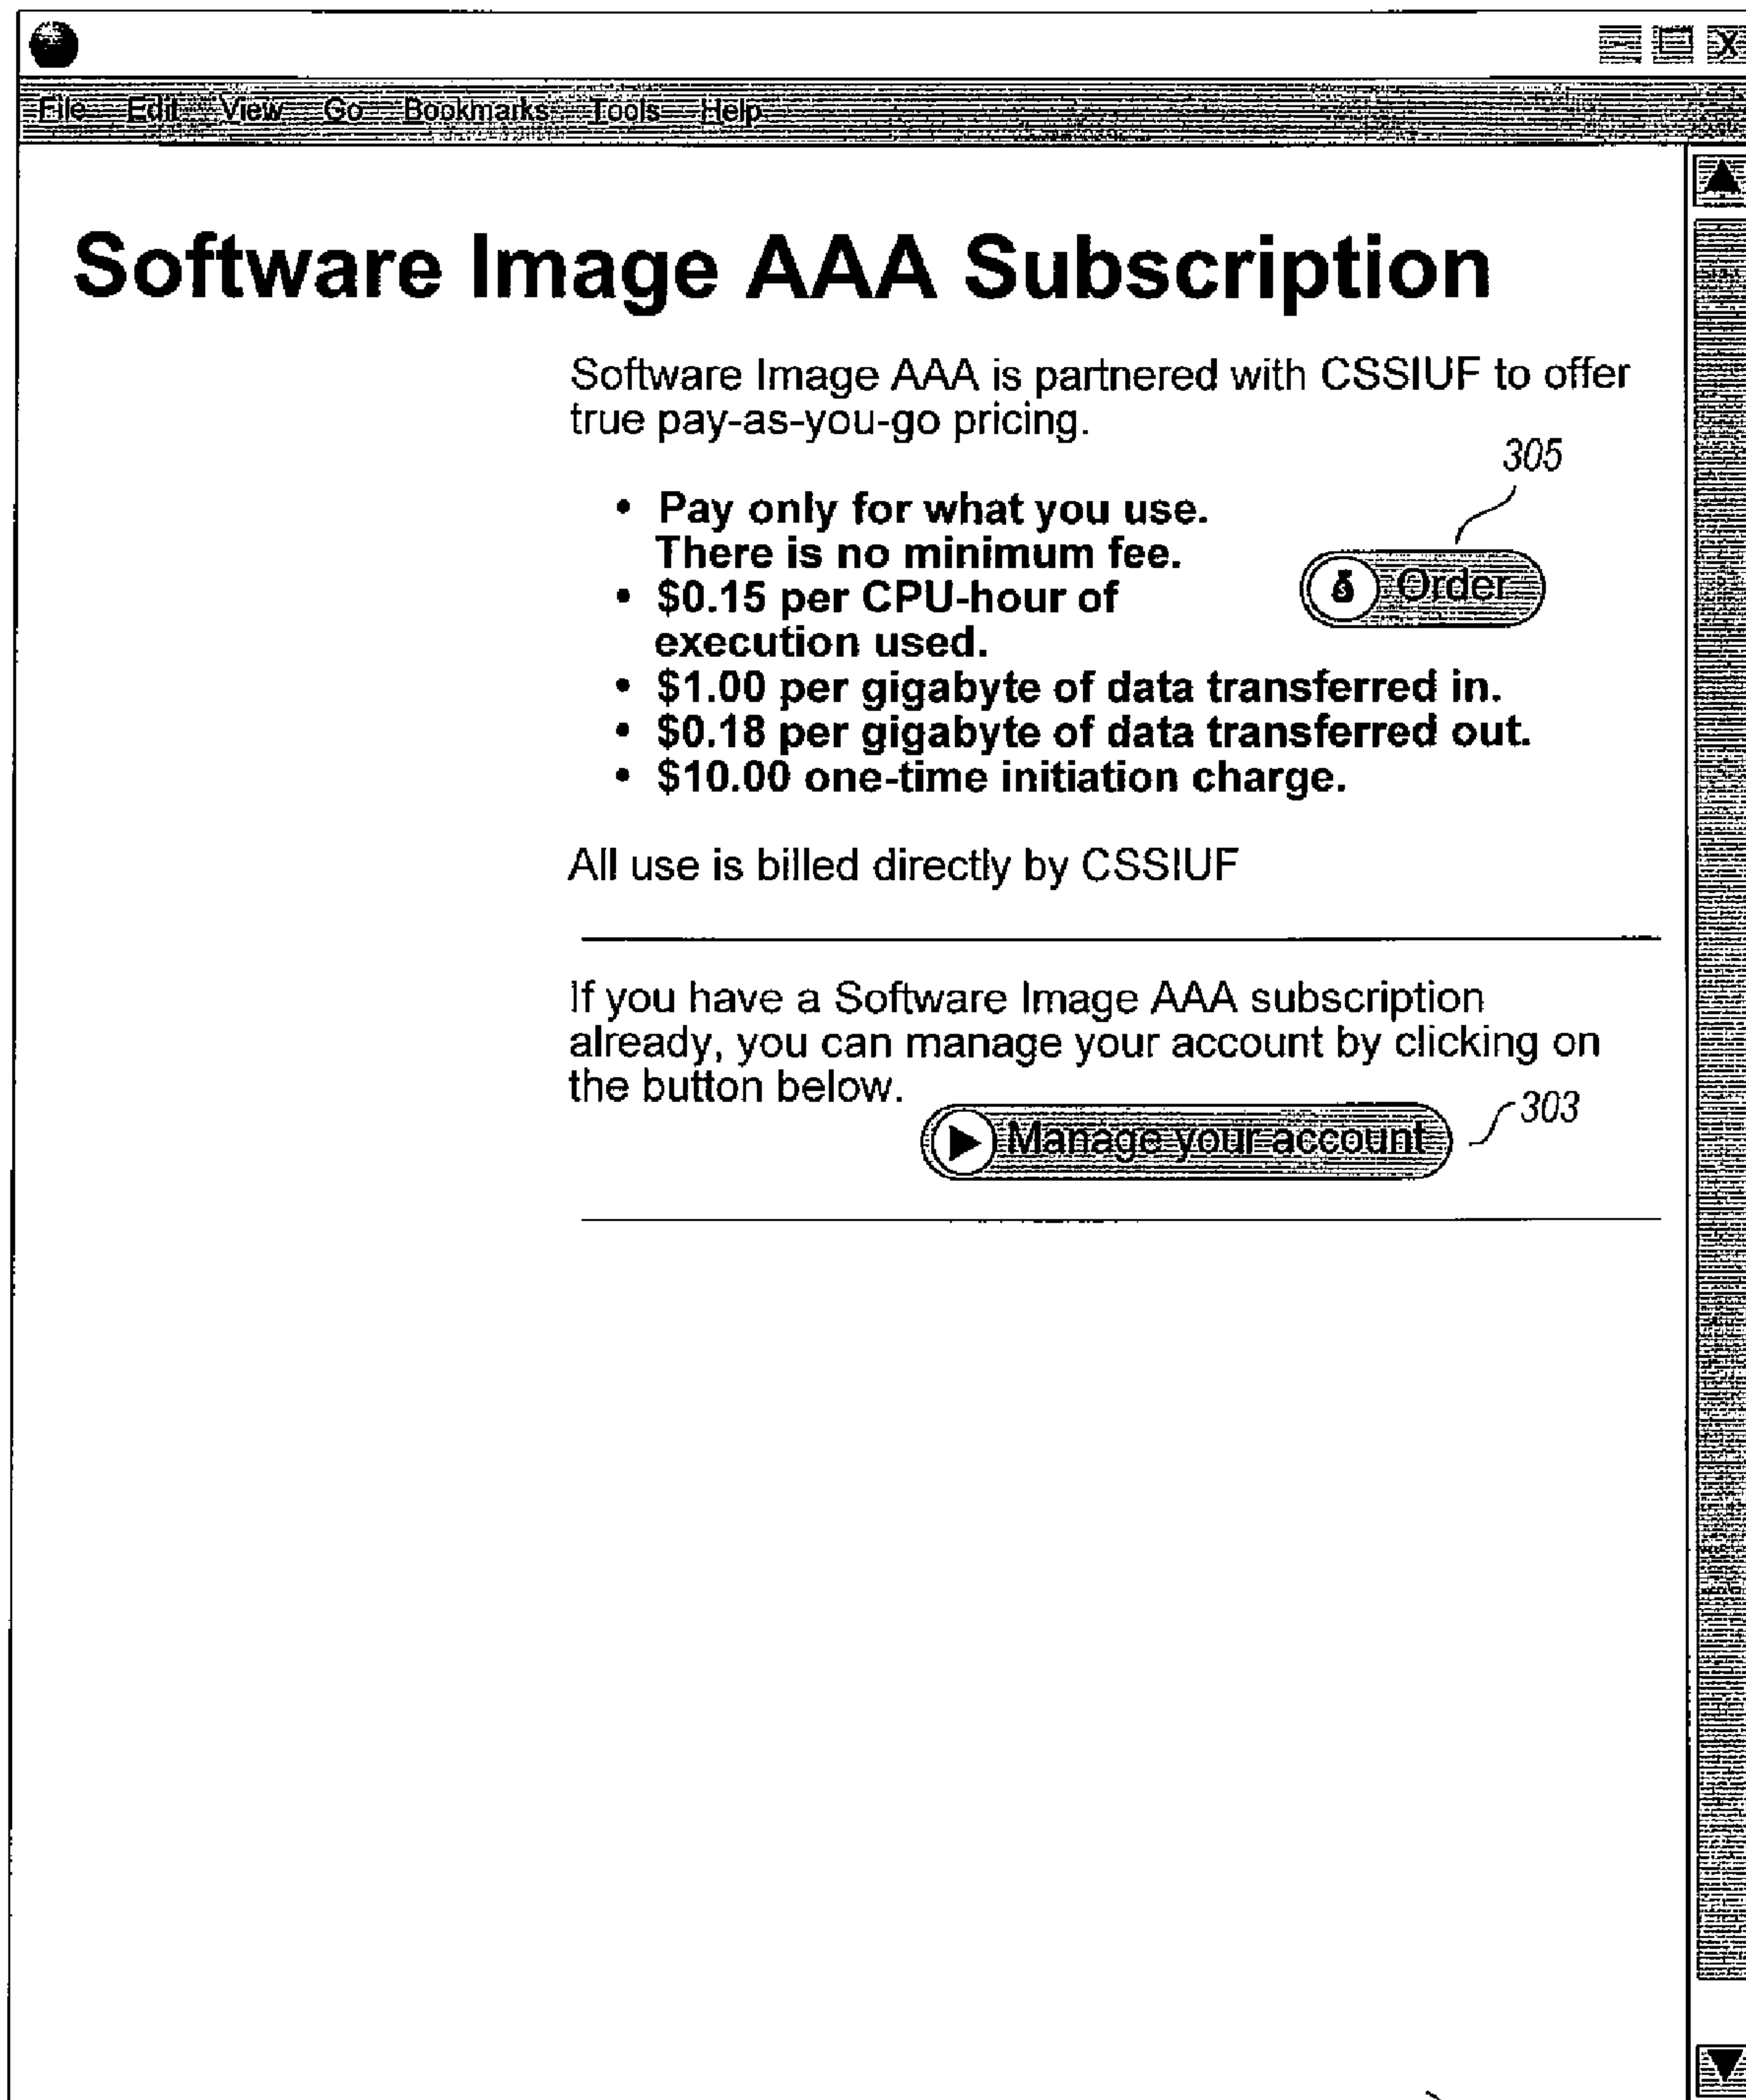 X
File Edit View Go Bookmarks Tools Help
Software Image AAA Subscription
Software Image AAA is partnered with CSSIUF to offer
true pay-as-you-go pricing.
305
• Pay only for what you use.
There is no minimum fee.
Order
• $0.15 per CPU-hour of
execution used.
• $1.00 per gigabyte of data transferred in.
• $0.18 per gigabyte of data transferred out.
• $10.00 one-time initiation charge.
All use is billed directly by CSSIUF
If you have a Software Image AAA subscription
already, you can manage your account by clicking on
the button below.
303
Manage your account